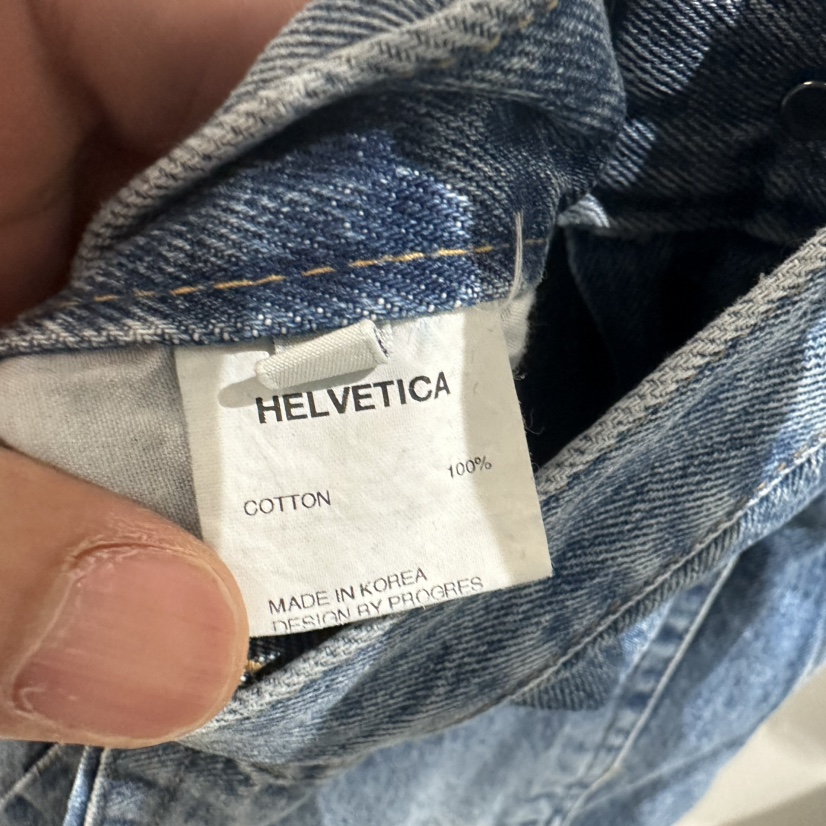 HELVETICA
COTTON 100%
MADE IN KOREA
DESIGN BY PROGRES